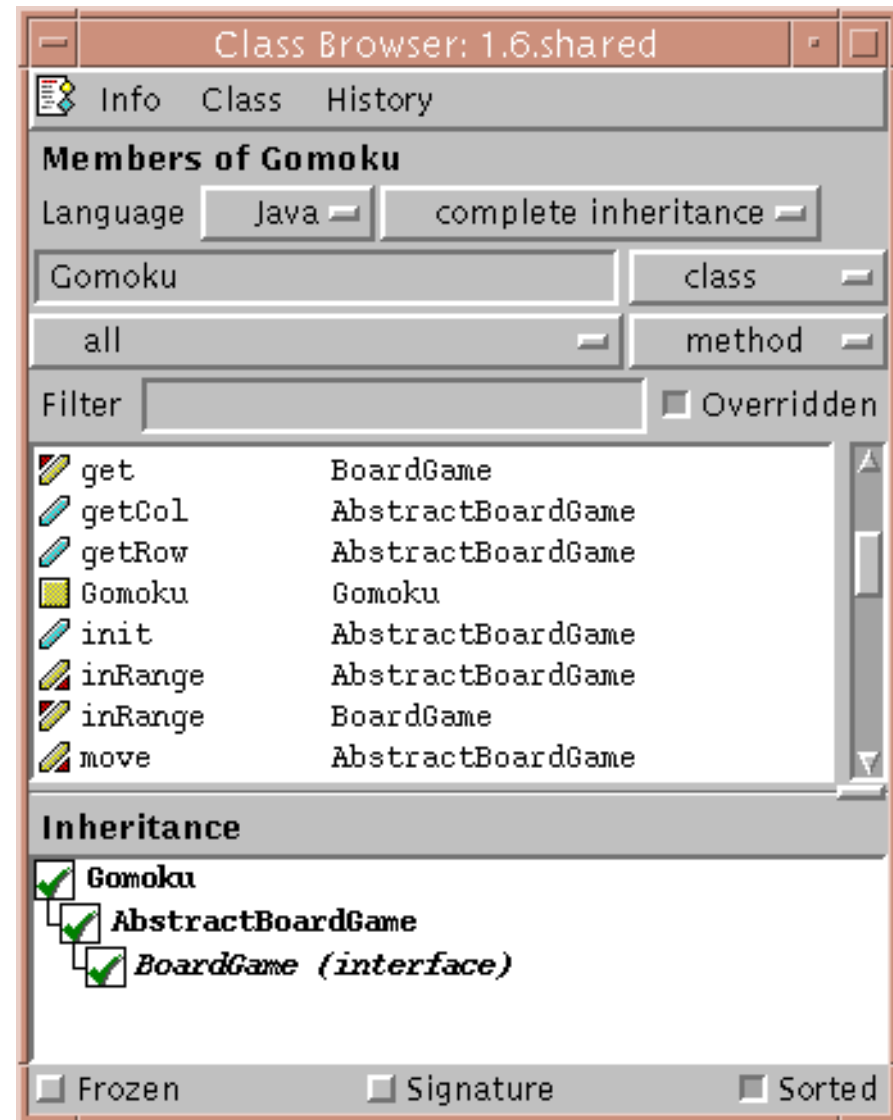 Class Browser: 1.6.shared
Info Class History
Members of Gomoku
Language Java complete inheritance
Gomoku class
all method
Filter Overridden
get BoardGame
getCol AbstractBoardGame
getRow AbstractBoardGame
Gomoku Gomoku
init AbstractBoardGame
inRange AbstractBoardGame
inRange BoardGame
move AbstractBoardGame
Inheritance
Gomoku
AbstractBoardGame
BoardGame (interface)
Frozen Signature Sorted